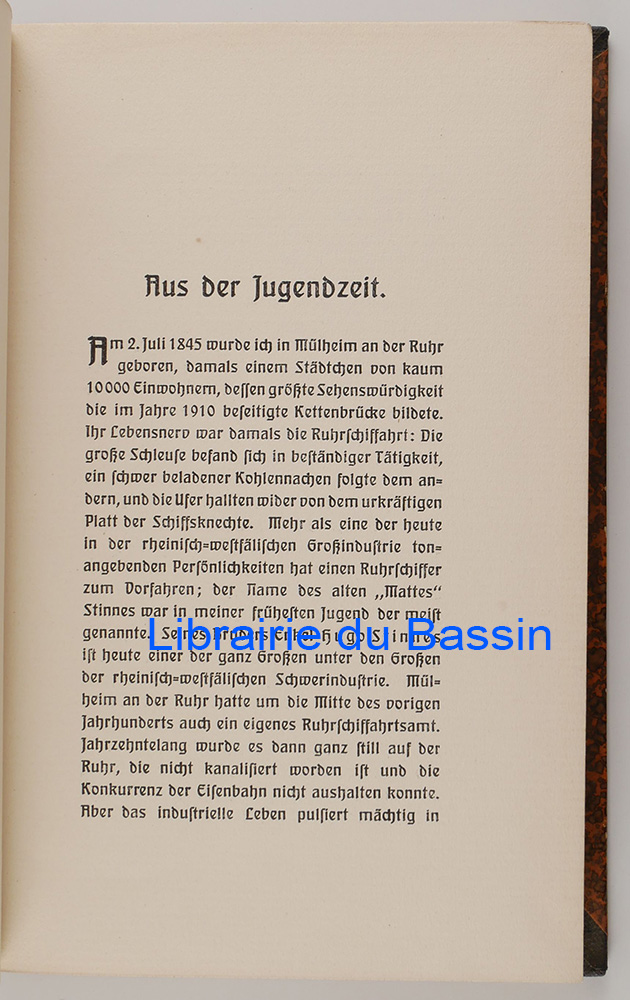 Aus der Jugendzeit.
Am 2. Juli 1845 wurde ich in Mülheim an der Ruhr
geboren, damals einem Städtchen von kaum
10000 Einwohnern, deſſen größte Sehenswürdigkeit
die im Jahre 1910 beſeitigte Kettenbrücke bildete.
Ihr Lebensnerv war damals die Ruhrſchiffahrt: Die
große Schleuſe befand ſich in beſtändiger Tätigkeit,
ein ſchwer beladener Kohlennachen folgte dem an=
dern, und die Ufer hallten wider von dem urkräftigen
Platt der Schiffsknechte. Mehr als eine der heute
in der rheiniſch=weſtfäliſchen Großinduſtrie ton=
angebenden Perſönlichkeiten hat einen Ruhrſchiffer
zum Vorfahren; der Name des alten „Mattes“
Stinnes war in meiner früheſten Jugend der meiſt
genannte. Seines Bruders Enkel Hugo Stinnes
Librairie du Bassin
iſt heute einer der ganz Großen unter den Großen
der rheiniſch=weſtfäliſchen Schwerinduſtrie. Mül=
heim an der Ruhr hatte um die Mitte des vorigen
Jahrhunderts auch ein eigenes Ruhrſchiffahrtsamt.
Jahrzehntelang wurde es dann ganz ſtill auf der
Ruhr, die nicht kanaliſiert worden iſt und die
Konkurrenz der Eiſenbahn nicht aushalten konnte.
Aber das induſtrielle Leben pulſiert mächtig in